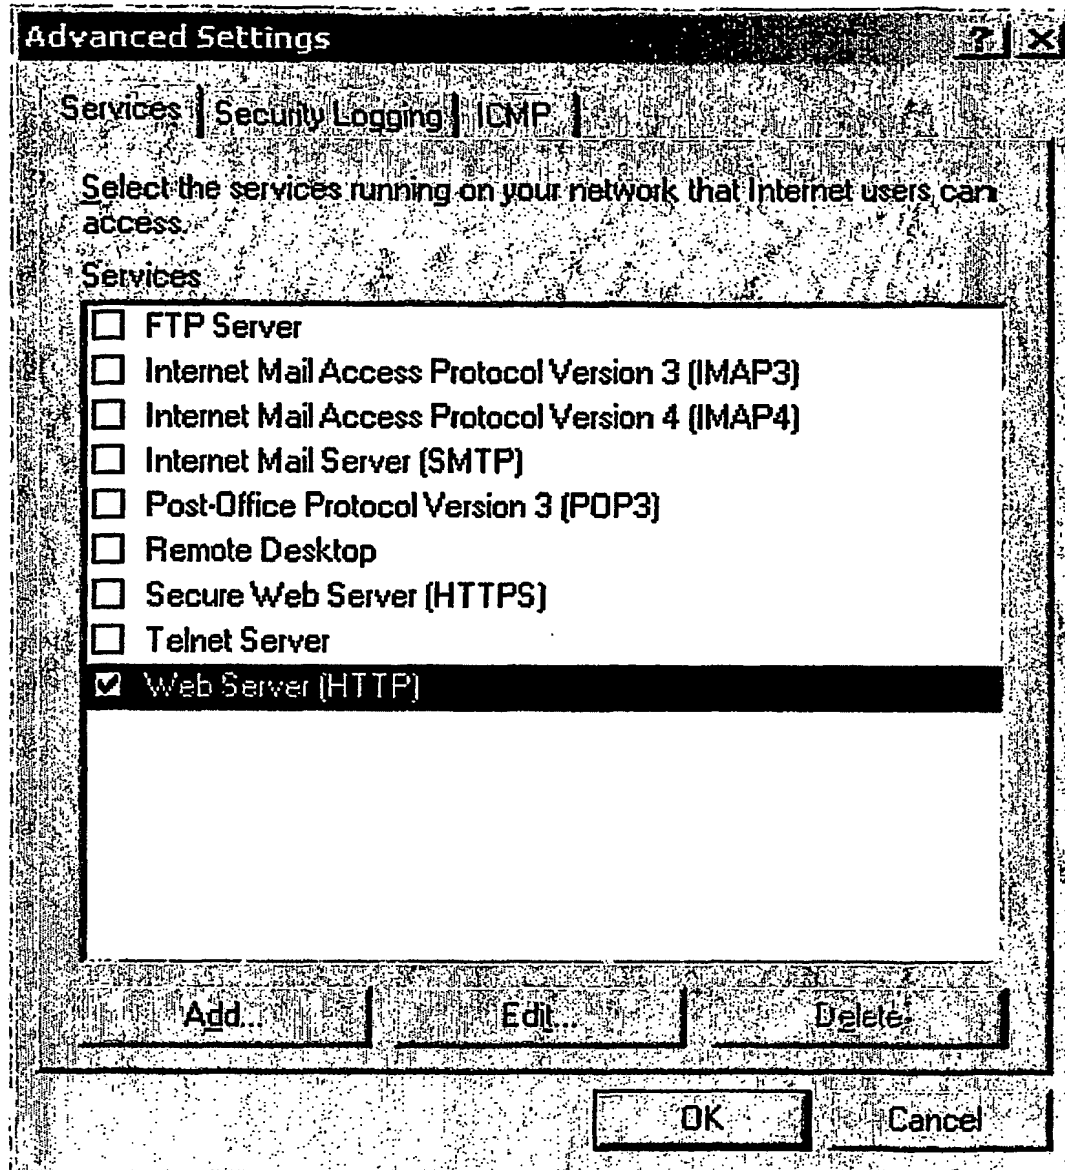 Advanced Settings
Services Security Logging ICMP
Select the services running on your network that Internet users can
access.
Services
FTP Server
Internet Mail Access Protocol Version 3 (IMAP3)
Internet Mail Access Protocol Version 4 (IMAP4)
Internet Mail Server (SMTP)
Post-Office Protocol Version 3 (POP3)
Remote Desktop
Secure Web Server (HTTPS)
Telnet Server
Web Server (HTTP)
Add... Edit... Delete
OK Cancel